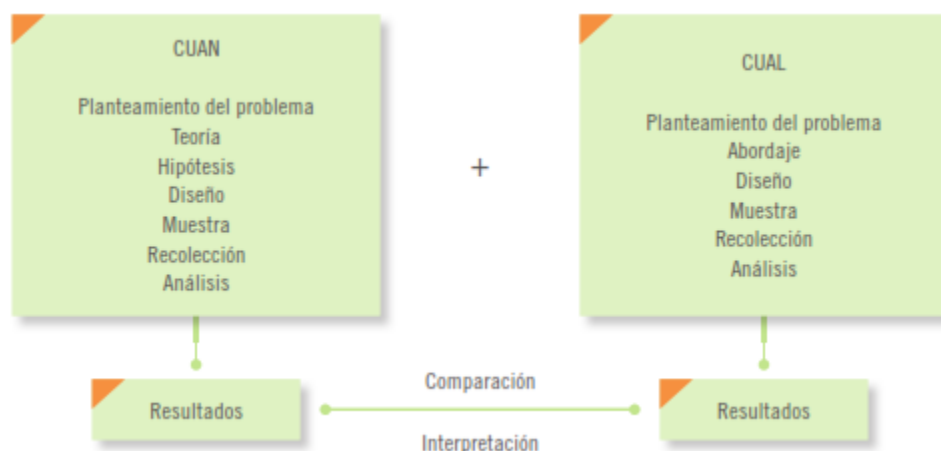 CUAN
Planteamiento del problema
Teoría
Hipótesis
Diseño
Muestra
Recolección
Análisis
+
CUAL
Planteamiento del problema
Abordaje
Diseño
Muestra
Recolección
Análisis
Resultados
Comparación
Interpretación
Resultados